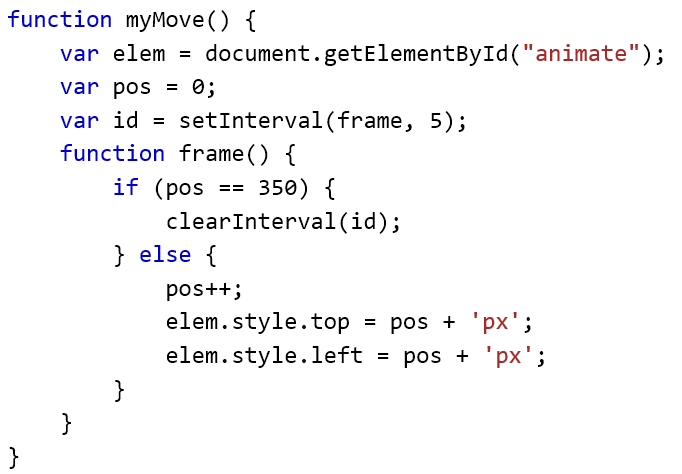 function myMove() {
    var elem = document.getElementById("animate");
    var pos = 0;
    var id = setInterval(frame, 5);
    function frame() {
        if (pos == 350) {
            clearInterval(id);
        } else {
            pos++;
            elem.style.top = pos + 'px';
            elem.style.left = pos + 'px';
        }
    }
}